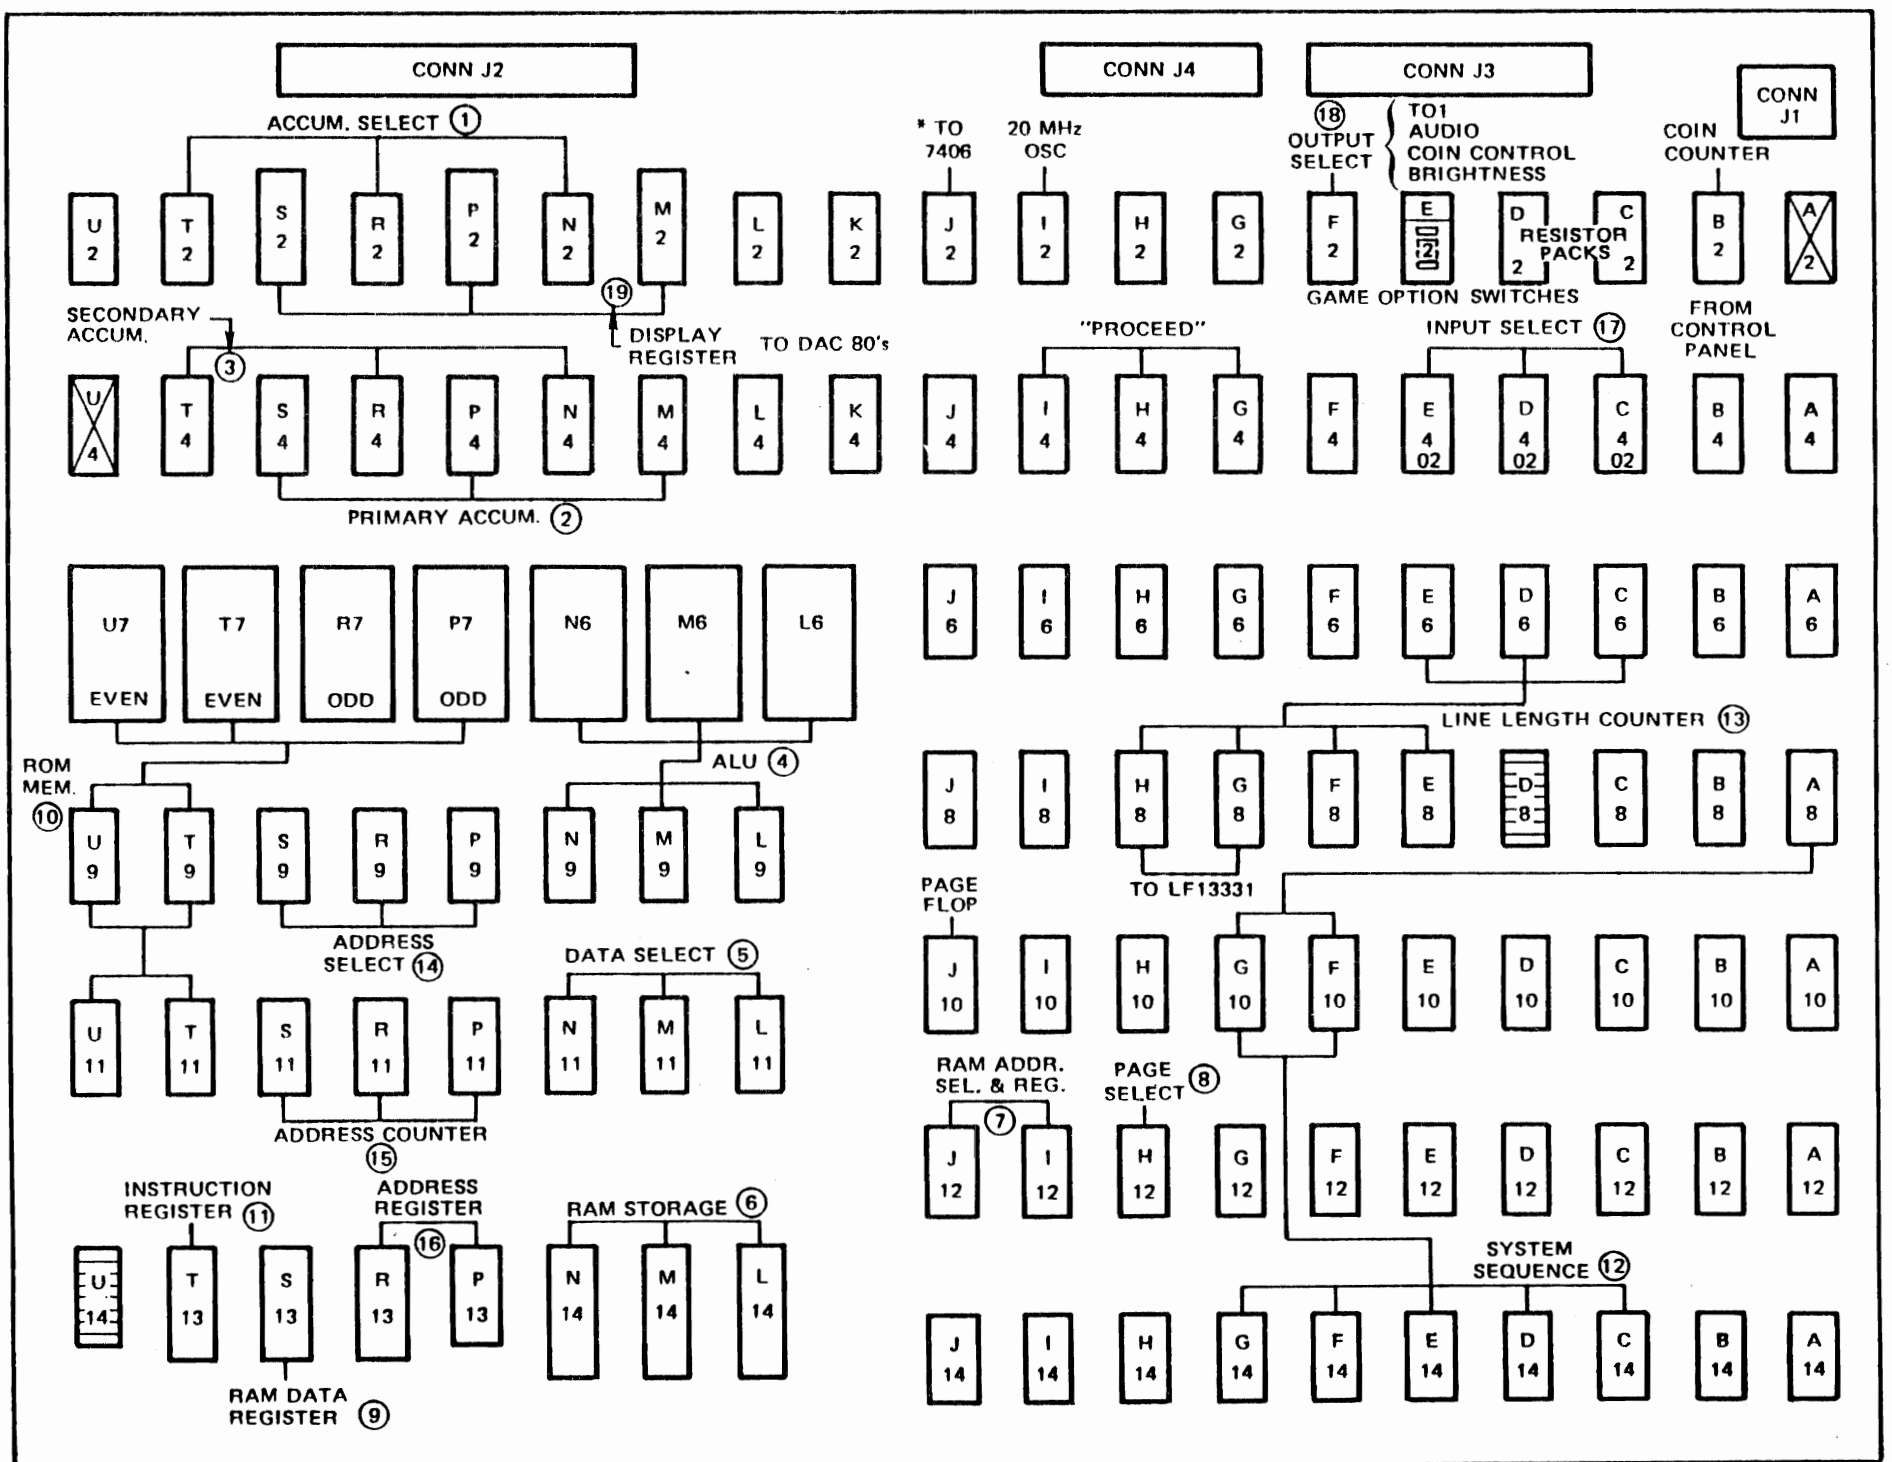 CONN J2
CONN J4
CONN J3
CONN
J1
ACCUM. SELECT 1
* TO
7406
20 MHz
OSC
18
OUTPUT
SELECT
TO1
AUDIO
COIN CONTROL
BRIGHTNESS
COIN
COUNTER
U 2
T 2
S 2
R 2
P 2
N 2
M 2
L 2
K 2
J 2
I 2
H 2
G 2
F 2
E 2
D 2
C 2
RESISTOR
PACKS
B 2
A 2
GAME OPTION SWITCHES
19
SECONDARY
ACCUM.
3
DISPLAY
REGISTER
TO DAC 80's
"PROCEED"
INPUT SELECT 17
FROM
CONTROL
PANEL
U 4
T 4
S 4
R 4
P 4
N 4
M 4
L 4
K 4
J 4
I 4
H 4
G 4
F 4
E 4 02
D 4 02
C 4 02
B 4
A 4
PRIMARY ACCUM. 2
U7
EVEN
T7
EVEN
R7
ODD
P7
ODD
N6
M6
L6
J 6
I 6
H 6
G 6
F 6
E 6
D 6
C 6
B 6
A 6
LINE LENGTH COUNTER 13
ALU 4
ROM
MEM.
10
U 9
T 9
S 9
R 9
P 9
N 9
M 9
L 9
J 8
I 8
H 8
G 8
F 8
E 8
D 8
C 8
B 8
A 8
TO LF13331
PAGE
FLOP
ADDRESS
SELECT 14
DATA SELECT 5
J 10
I 10
H 10
G 10
F 10
E 10
D 10
C 10
B 10
A 10
U 11
T 11
S 11
R 11
P 11
N 11
M 11
L 11
ADDRESS COUNTER
15
RAM ADDR.
SEL. & REG.
7
PAGE
SELECT 8
J 12
I 12
H 12
G 12
F 12
E 12
D 12
C 12
B 12
A 12
INSTRUCTION
REGISTER 11
ADDRESS
REGISTER
16
RAM STORAGE 6
SYSTEM
SEQUENCE 12
U 14
T 13
S 13
R 13
P 13
N 14
M 14
L 14
J 14
I 14
H 14
G 14
F 14
E 14
D 14
C 14
B 14
A 14
RAM DATA
REGISTER 9